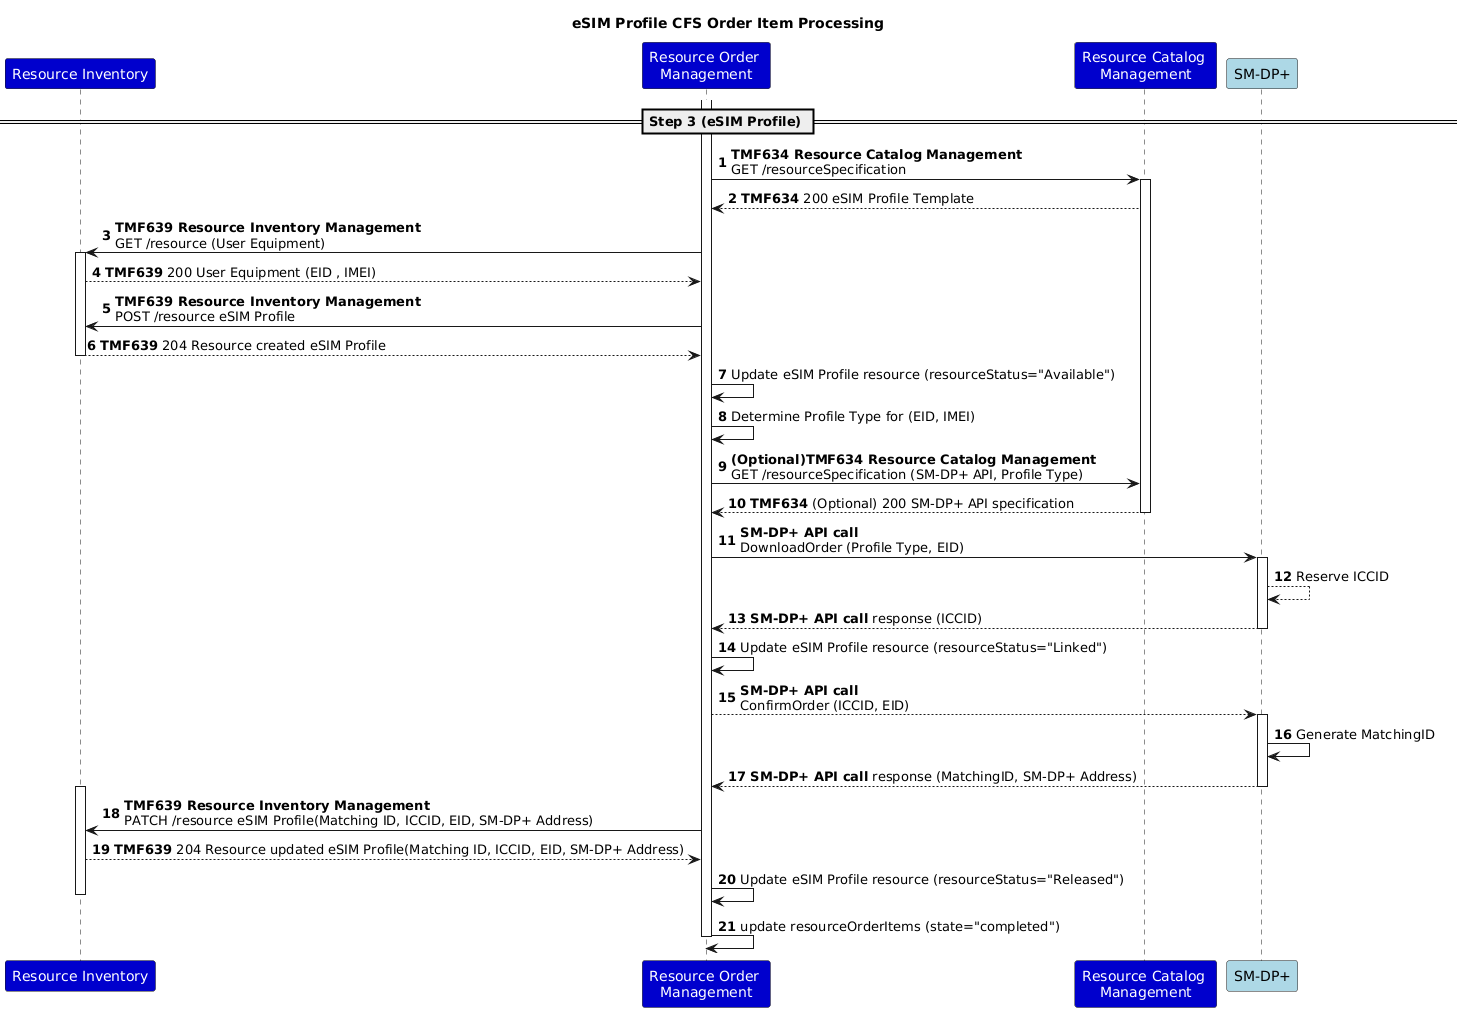 eSIM Profile CFS Order Item Processing
Resource Inventory
Resource Order
Management
Resource Catalog
Management
SM-DP+
Step 3 (eSIM Profile)
1 TMF634 Resource Catalog Management
GET /resourceSpecification
2 TMF634 200 eSIM Profile Template
3 TMF639 Resource Inventory Management
GET /resource (User Equipment)
4 TMF639 200 User Equipment (EID , IMEI)
5 TMF639 Resource Inventory Management
POST /resource eSIM Profile
6 TMF639 204 Resource created eSIM Profile
7 Update eSIM Profile resource (resourceStatus="Available")
8 Determine Profile Type for (EID, IMEI)
9 (Optional)TMF634 Resource Catalog Management
GET /resourceSpecification (SM-DP+ API, Profile Type)
10 TMF634 (Optional) 200 SM-DP+ API specification
11 SM-DP+ API call
DownloadOrder (Profile Type, EID)
12 Reserve ICCID
13 SM-DP+ API call response (ICCID)
14 Update eSIM Profile resource (resourceStatus="Linked")
15 SM-DP+ API call
ConfirmOrder (ICCID, EID)
16 Generate MatchingID
17 SM-DP+ API call response (MatchingID, SM-DP+ Address)
18 TMF639 Resource Inventory Management
PATCH /resource eSIM Profile(Matching ID, ICCID, EID, SM-DP+ Address)
19 TMF639 204 Resource updated eSIM Profile(Matching ID, ICCID, EID, SM-DP+ Address)
20 Update eSIM Profile resource (resourceStatus="Released")
21 update resourceOrderItems (state="completed")
Resource Inventory
Resource Order
Management
Resource Catalog
Management
SM-DP+